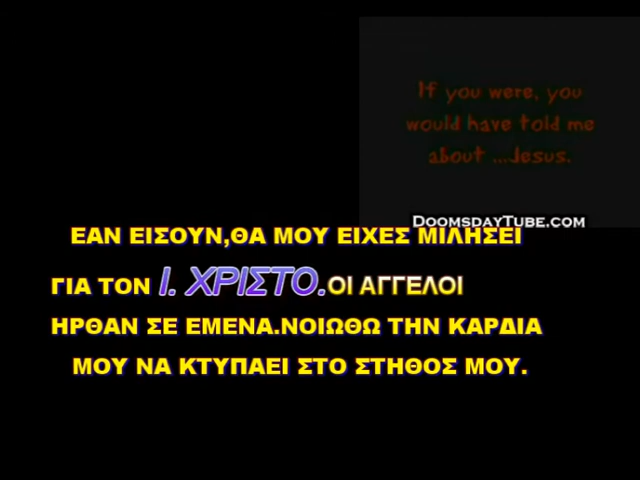 If you were, you
would have told me
about ...Jesus.
DoomsdayTube.com
ΕΑΝ ΕΙΣΟΥΝ,ΘΑ ΜΟΥ ΕΙΧΕΣ ΜΙΛΗΣΕΙ
ΓΙΑ ΤΟΝ Ι. ΧΡΙΣΤΟ.ΟΙ ΑΓΓΕΛΟΙ
ΗΡΘΑΝ ΣΕ ΕΜΕΝΑ.ΝΟΙΩΘΩ ΤΗΝ ΚΑΡΔΙΑ
ΜΟΥ ΝΑ ΚΤΥΠΑΕΙ ΣΤΟ ΣΤΗΘΟΣ ΜΟΥ.